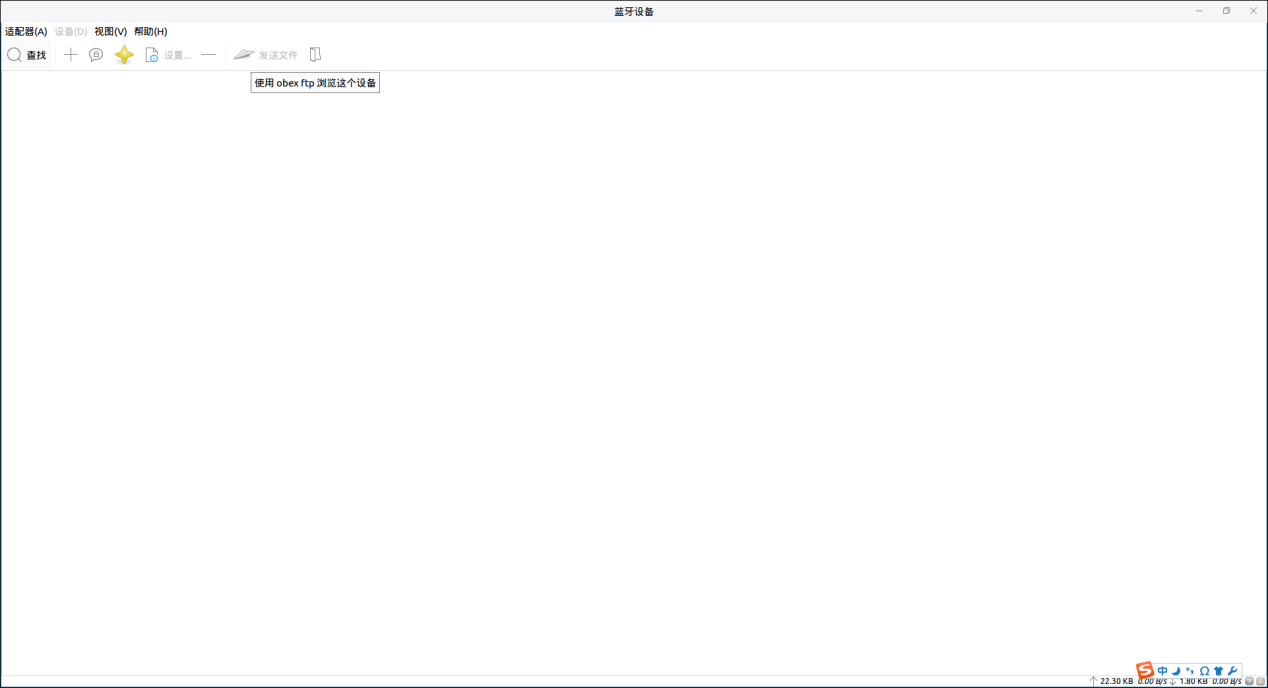 蓝牙设备
适配器(A) 设备(D) 视图(V) 帮助(H)
查找 设置... 发送文件
使用 obex ftp 浏览这个设备
中
22.30 KB 0.00 B/s 1.80 KB 0.00 B/s